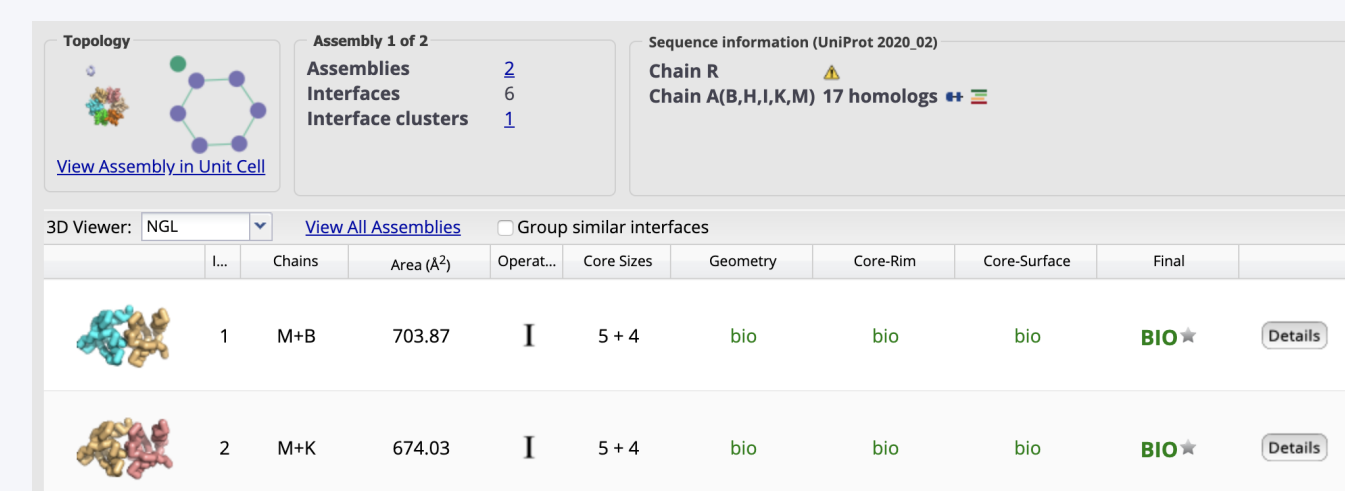 Topology
View Assembly in Unit Cell
Assembly 1 of 2
Assemblies 2
Interfaces 6
Interface clusters 1
Sequence information (UniProt 2020_02)
Chain R
Chain A(B,H,I,K,M) 17 homologs
3D Viewer: NGL View All Assemblies Group similar interfaces
I... Chains Area (Å²) Operat... Core Sizes Geometry Core-Rim Core-Surface Final
1 M+B 703.87 I 5 + 4 bio bio bio BIO Details
2 M+K 674.03 I 5 + 4 bio bio bio BIO Details